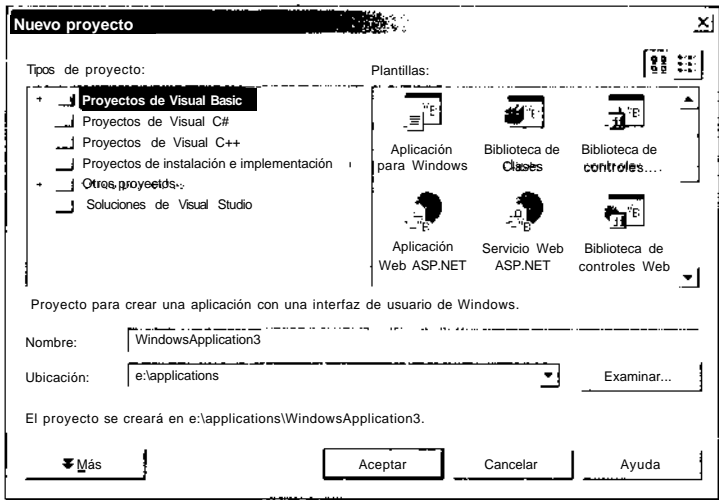 Nuevo proyecto
Tipos de proyecto:
Proyectos de Visual Basic
Proyectos de Visual C#
Proyectos de Visual C++
Proyectos de instalación e implementación
Otros proyectos
Soluciones de Visual Studio
Plantillas:
Aplicación
para Windows
Biblioteca de
Clases
Biblioteca de
controles....
Aplicación
Web ASP.NET
Servicio Web
ASP.NET
Biblioteca de
controles Web
Proyecto para crear una aplicación con una interfaz de usuario de Windows.
Nombre:
WindowsApplication3
Ubicación:
e:\applications
Examinar...
El proyecto se creará en e:\applications\WindowsApplication3.
Más
Aceptar
Cancelar
Ayuda